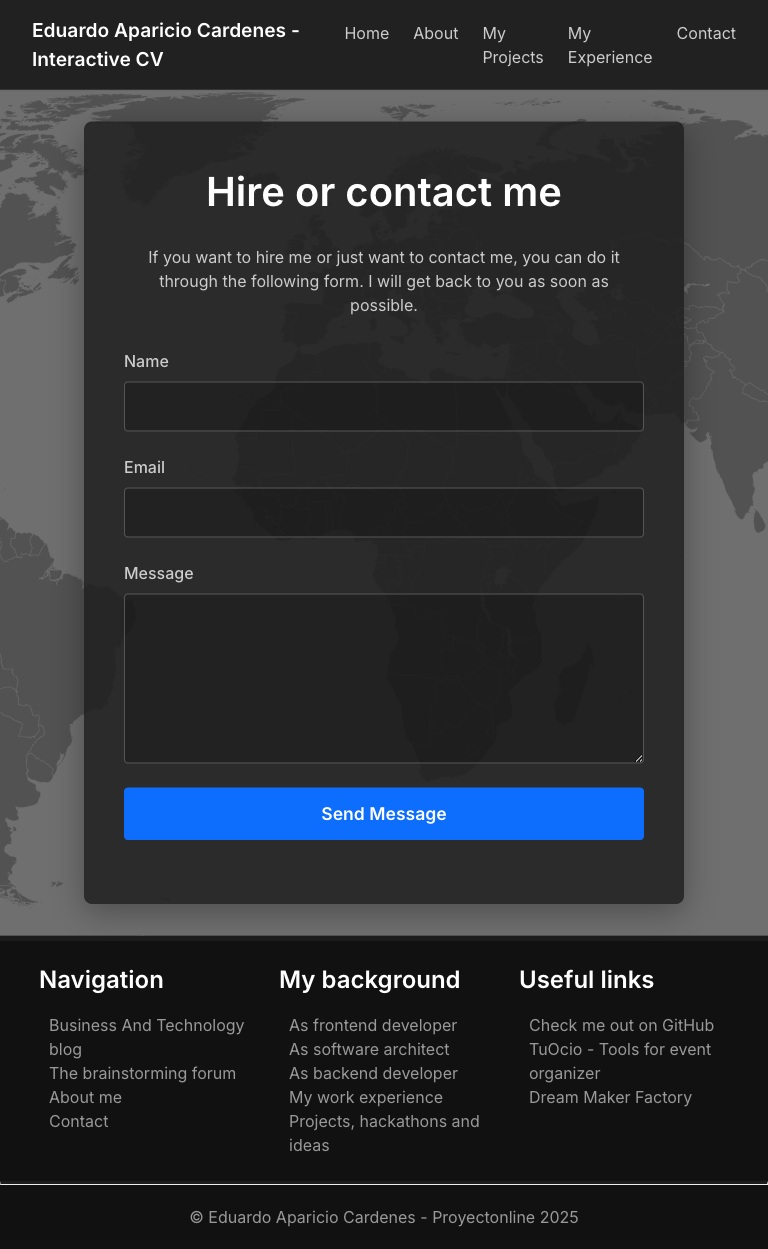 Eduardo Aparicio Cardenes -
Interactive CV
Home
About
My
Projects
My
Experience
Contact
Hire or contact me
If you want to hire me or just want to contact me, you can do it
through the following form. I will get back to you as soon as
possible.
Name
Email
Message
Send Message
Navigation
Business And Technology
blog
The brainstorming forum
About me
Contact
My background
As frontend developer
As software architect
As backend developer
My work experience
Projects, hackathons and
ideas
Useful links
Check me out on GitHub
TuOcio - Tools for event
organizer
Dream Maker Factory
© Eduardo Aparicio Cardenes - Proyectonline 2025